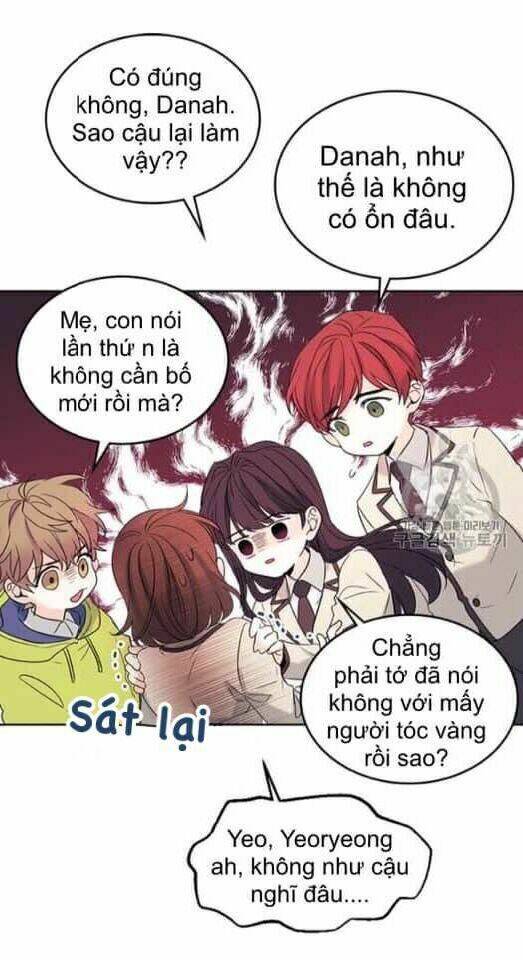 Có đúng
không, Danah.
Sao cậu lại làm
vậy??
Danah, như
thế là không
có ổn đâu.
Mẹ, con nói
lần thứ n là
không cần bố
mới rồi mà?
Sát lại
Chẳng
phải tớ đã nói
không với mấy
người tóc vàng
rồi sao?
Yeo, Yeoryeong
ah, không như cậu
nghĩ đâu....